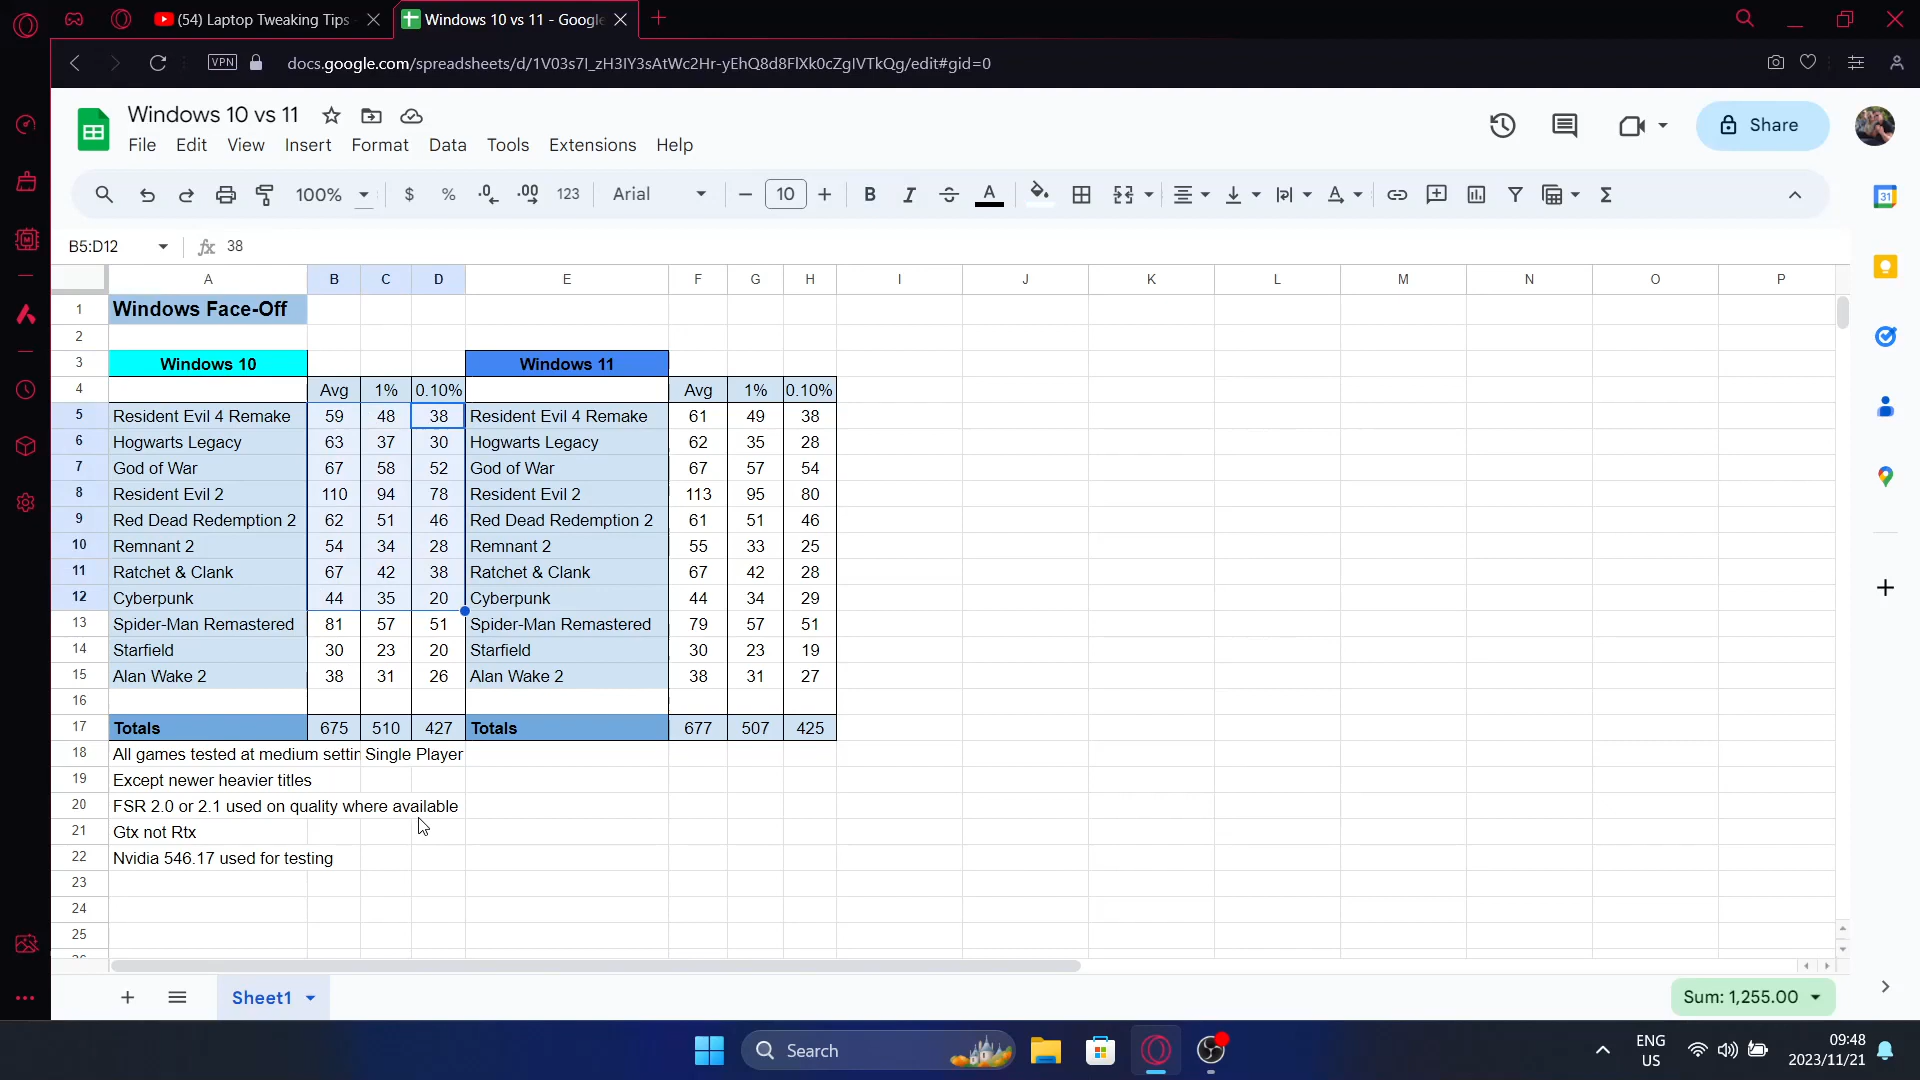 (54) Laptop Tweaking Tips
Windows 10 vs 11 - Google
VPN
docs.google.com/spreadsheets/d/1V03s7I_zH3IY3sAtWc2Hr-yEhQ8d8FlXk0cZgIVTkQg/edit#gid=0
Windows 10 vs 11
File Edit View Insert Format Data Tools Extensions Help
Share
100% $ % .0 .00 123 Arial 10 B I A
31
B5:D12 fx 38
A B C D E F G H I J K L M N O P
1 Windows Face-Off
2
3 Windows 10 Windows 11
4 Avg 1% 0.10% Avg 1% 0.10%
5 Resident Evil 4 Remake 59 48 38 Resident Evil 4 Remake 61 49 38
6 Hogwarts Legacy 63 37 30 Hogwarts Legacy 62 35 28
7 God of War 67 58 52 God of War 67 57 54
8 Resident Evil 2 110 94 78 Resident Evil 2 113 95 80
9 Red Dead Redemption 2 62 51 46 Red Dead Redemption 2 61 51 46
10 Remnant 2 54 34 28 Remnant 2 55 33 25
11 Ratchet & Clank 67 42 38 Ratchet & Clank 67 42 28
12 Cyberpunk 44 35 20 Cyberpunk 44 34 29
13 Spider-Man Remastered 81 57 51 Spider-Man Remastered 79 57 51
14 Starfield 30 23 20 Starfield 30 23 19
15 Alan Wake 2 38 31 26 Alan Wake 2 38 31 27
16
17 Totals 675 510 427 Totals 677 507 425
18 All games tested at medium settin Single Player
19 Except newer heavier titles
20 FSR 2.0 or 2.1 used on quality where available
21 Gtx not Rtx
22 Nvidia 546.17 used for testing
23
24
25
Sheet1
Sum: 1,255.00
Search
ENG
US
09:48
2023/11/21